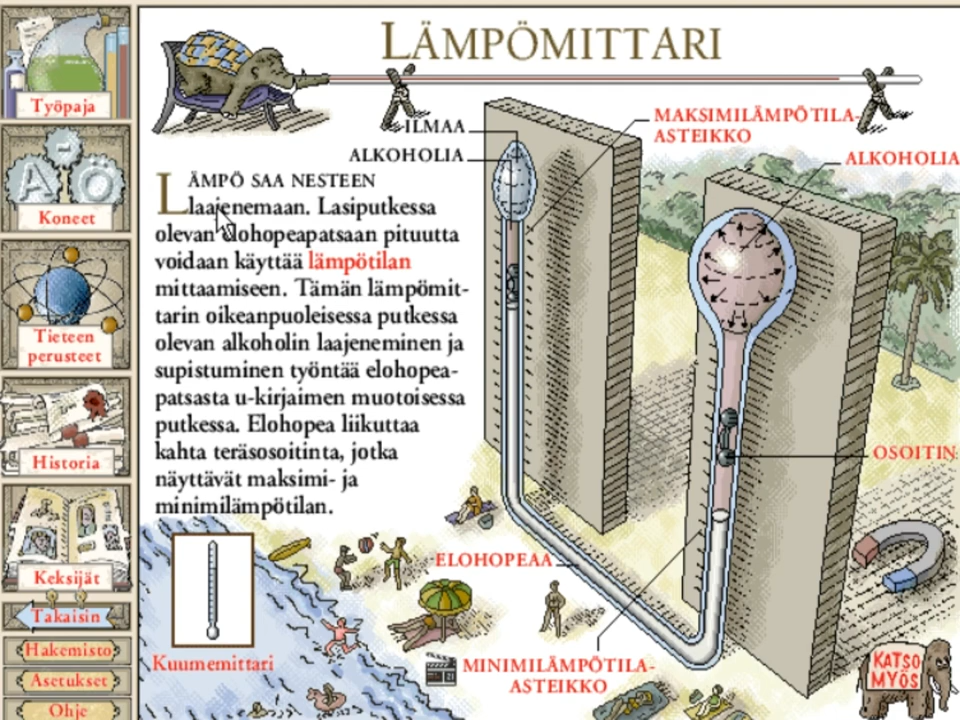 Työpaja
Koneet
Tieteen
perusteet
Historia
Keksijät
Takaisin
Hakemisto
Asetukset
Ohje
LÄMPÖMITTARI
ILMAA
ALKOHOLIA
MAKSIMILÄMPÖTILA-
ASTEIKKO
ALKOHOLIA
LÄMPÖ SAA NESTEEN
laajenemaan. Lasiputkessa
olevan elohopeapatsaan pituutta
voidaan käyttää lämpötilan
mittaamiseen. Tämän lämpömit-
tarin oikeanpuoleisessa putkessa
olevan alkoholin laajeneminen ja
supistuminen työntää elohopea-
patsasta u-kirjaimen muotoisessa
putkessa. Elohopea liikuttaa
kahta teräsosoitinta, jotka
näyttävät maksimi- ja
minimilämpötilan.
OSOITIN
ELOHOPEAA
Kuumemittari
MINIMILÄMPÖTILA-
ASTEIKKO
KATSO
MYÖS